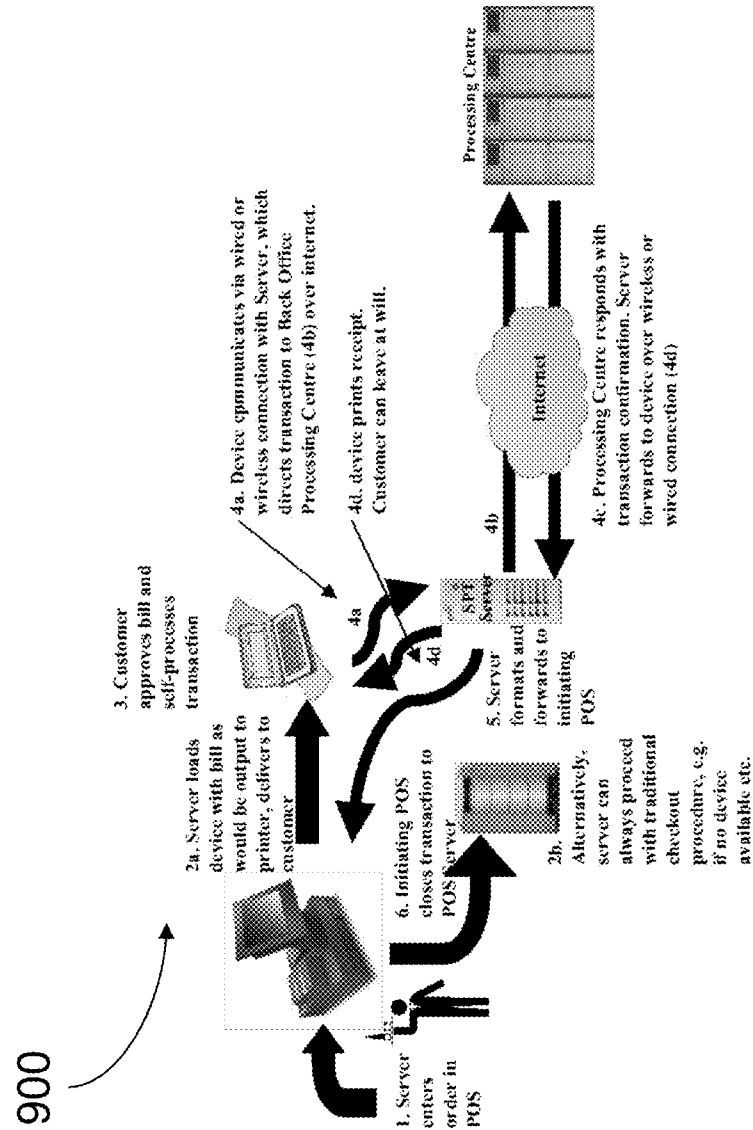 900
1. Server
enters
order in
POS
2a. Server loads
device with bill as
would be output to
printer, delivers to
customer
3. Customer
approves bill and
self-processes
transaction
4a. Device communicates via wired or
wireless connection with Server, which
directs transaction to Back Office
Processing Centre (4b) over internet.
4d. device prints receipt.
Customer can leave at will.
4a
4d
SPT
Server
4b
Internet
Processing Centre
4c. Processing Centre responds with
transaction confirmation. Server
forwards to device over wireless or
wired connection (4d)
5. Server
formats and
forwards to
initiating
POS
6. Initiating POS
closes transaction to
POS Server
2b.
Alternatively,
server can
always proceed
with traditional
checkout
procedure, e.g.
if no device
available etc.